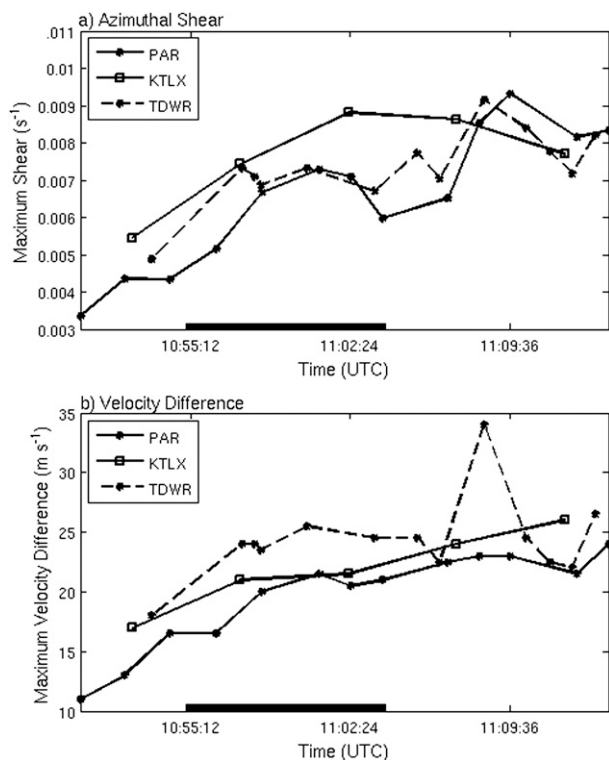 a) Azimuthal Shear
.011
0.01
0.009
0.008
0.007
0.006
0.005
0.004
0.003
Maximum Shear (s⁻¹)
PAR
KTLX
TDWR
10:55:12 11:02:24 11:09:36
Time (UTC)
b) Velocity Difference
35
30
25
20
15
10
Maximum Velocity Difference (m s⁻¹)
PAR
KTLX
TDWR
10:55:12 11:02:24 11:09:36
Time (UTC)